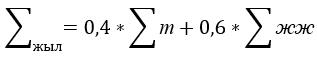 ∑жыл = 0,4 * ∑m + 0,6 * ∑жж